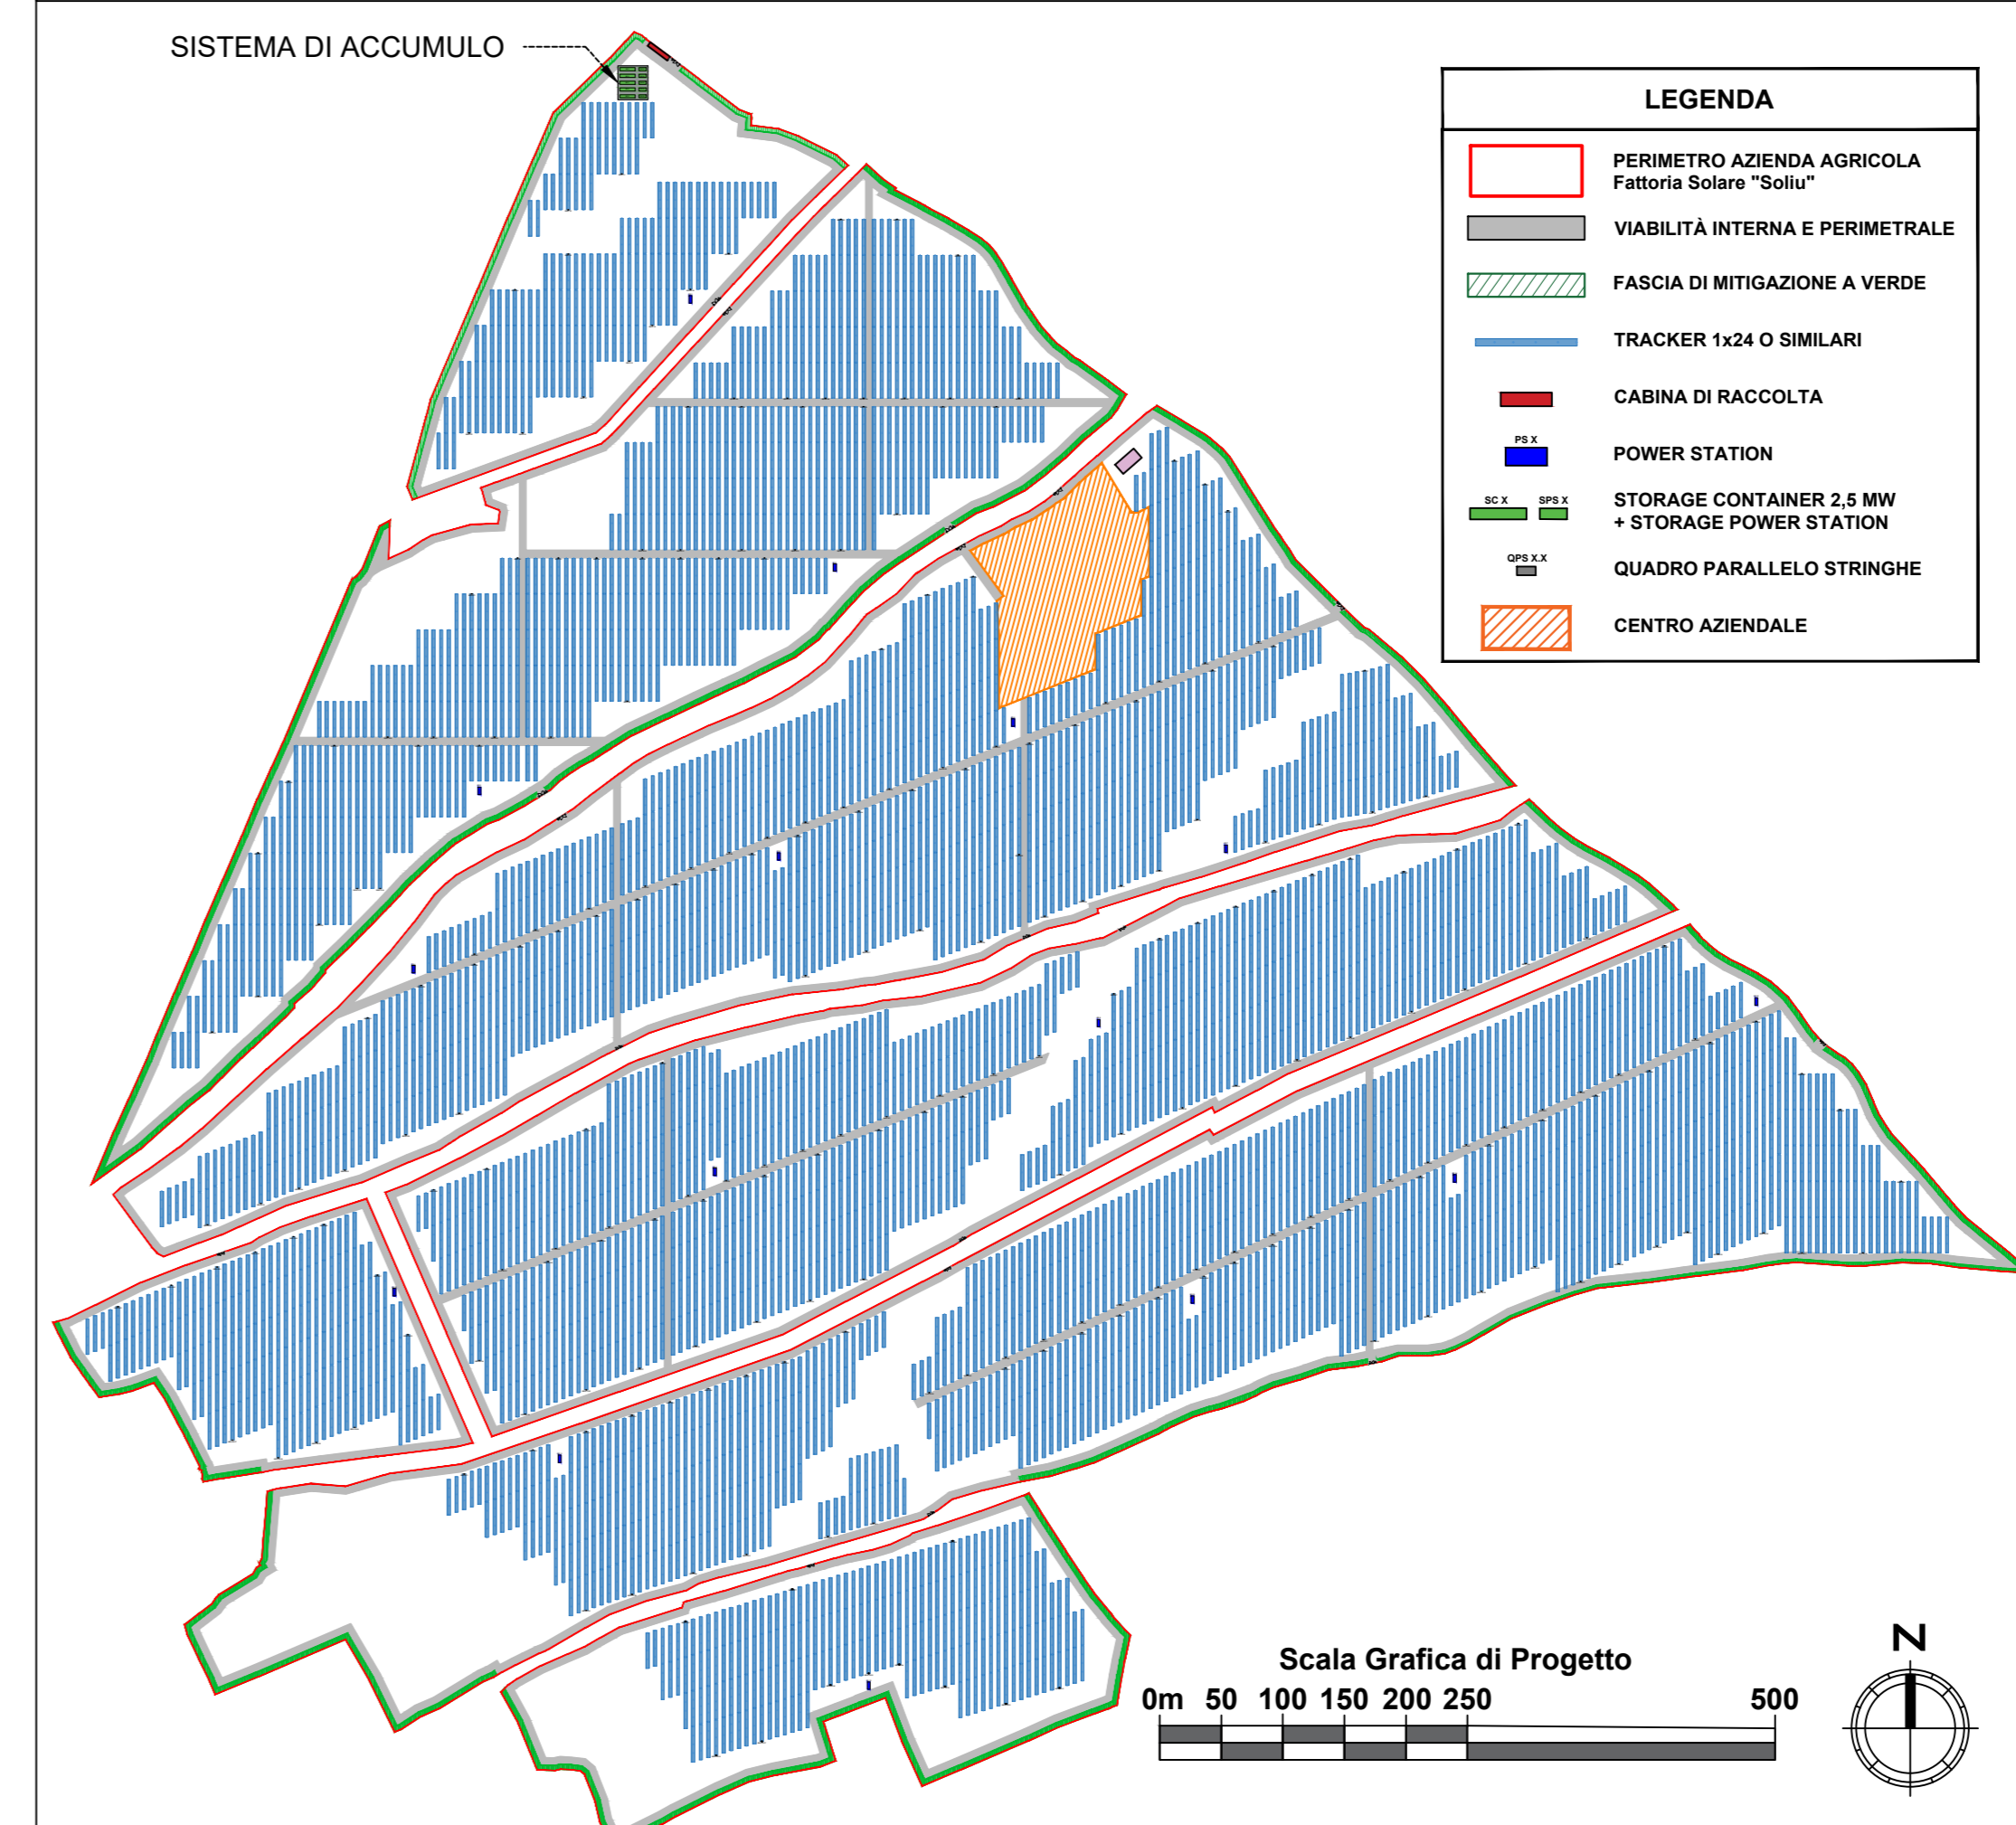 SISTEMA DI ACCUMULO
LEGENDA
PERIMETRO AZIENDA AGRICOLA
Fattoria Solare "Soliu"
VIABILITÀ INTERNA E PERIMETRALE
FASCIA DI MITIGAZIONE A VERDE
TRACKER 1x24 O SIMILARI
CABINA DI RACCOLTA
PS X
POWER STATION
SC X SPS X
STORAGE CONTAINER 2,5 MW
+ STORAGE POWER STATION
QPS X.X
QUADRO PARALLELO STRINGHE
CENTRO AZIENDALE
Scala Grafica di Progetto
0m 50 100 150 200 250 500
N